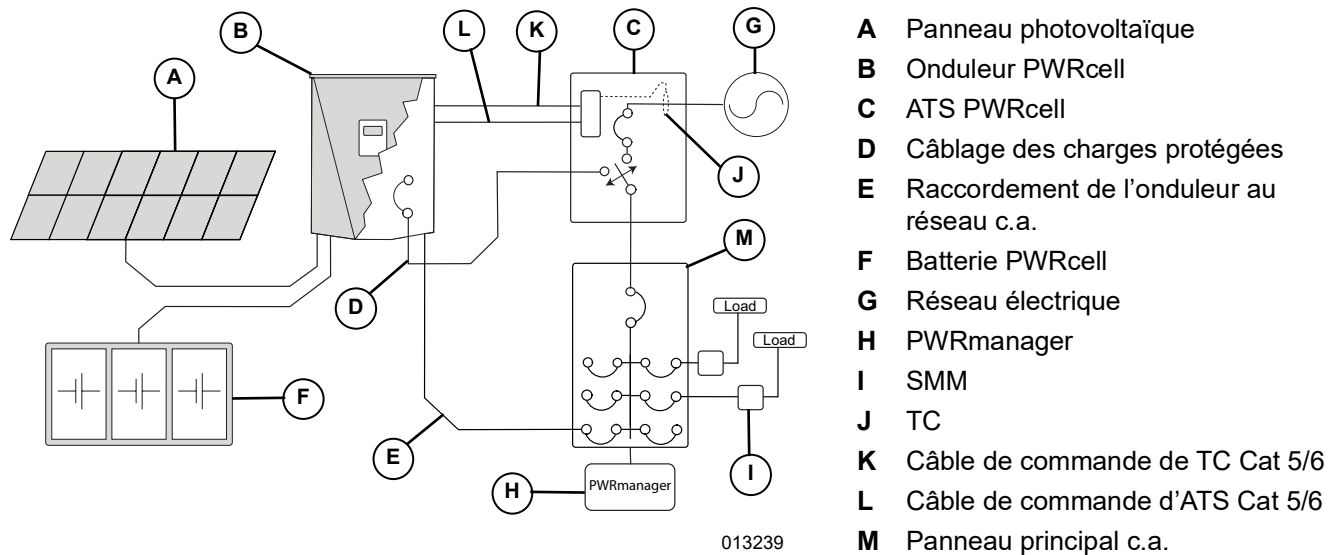 B
L
K
C
G
A
J
M
D
Load
Load
F
E
I
H
PWRmanager
013239
A Panneau photovoltaïque
B Onduleur PWRcell
C ATS PWRcell
D Câblage des charges protégées
E Raccordement de l’onduleur au
réseau c.a.
F Batterie PWRcell
G Réseau électrique
H PWRmanager
I SMM
J TC
K Câble de commande de TC Cat 5/6
L Câble de commande d’ATS Cat 5/6
M Panneau principal c.a.